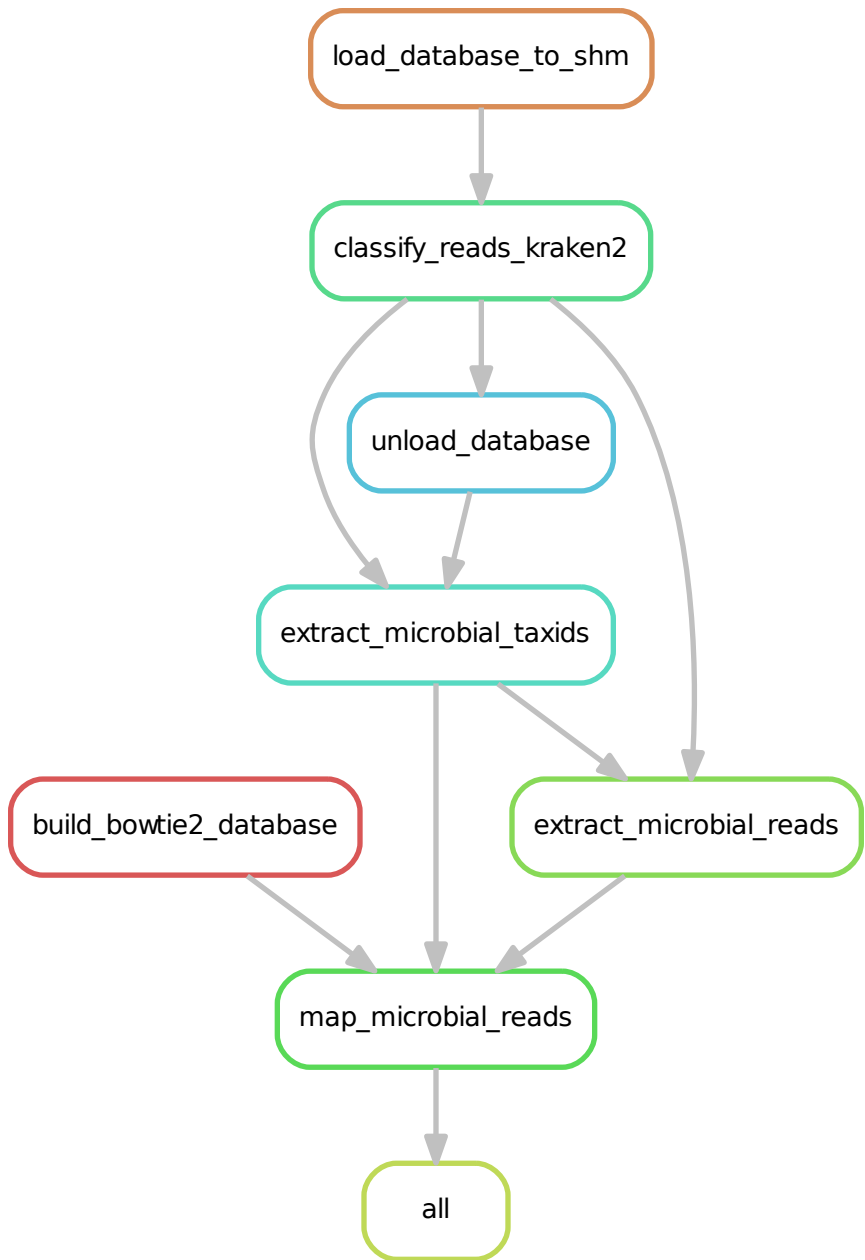 load_database_to_shm
classify_reads_kraken2
unload_database
extract_microbial_taxids
build_bowtie2_database
extract_microbial_reads
map_microbial_reads
all